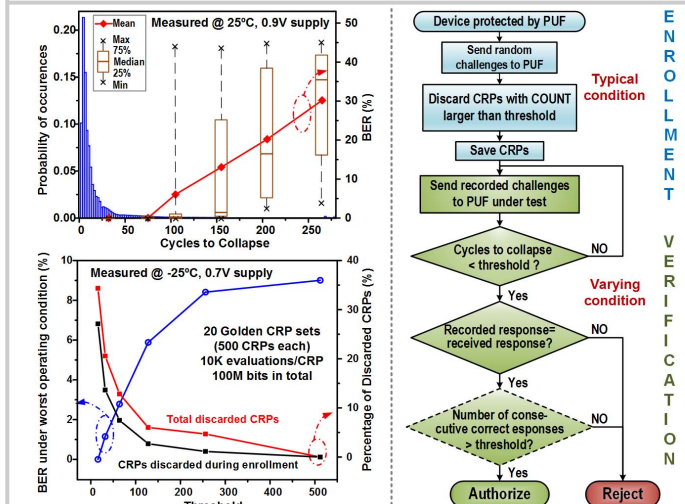 Measured @ 25°C, 0.9V supply
Mean
Max
75%
Median
25%
Min
Probability of occurences
0.20
0.15
0.10
0.05
0.00
50
100
150
200
250
Cycles to Collapse
BER (%)
50
40
30
20
10
0
Measured @ -25°C, 0.7V supply
BER under worst operating condition (%)
10
8
6
4
2
0
20 Golden CRP sets
(500 CRPs each)
10K evaluations/CRP
100M bits in total
Total discarded CRPs
CRPs discarded during enrollment
Percentage of Discarded CRPs (%)
40
30
20
10
0
0
100
200
300
400
500
Device protected by PUF
Send random
challenges to PUF
Discard CRPs with COUNT
larger than threshold
Save CRPs
Typical
condition
ENROLLMENT
Send recorded challenges
to PUF under test
Cycles to collapse
< threshold ?
NO
Yes
Varying
condition
Recorded response=
received response?
NO
Yes
Number of conse-
cutive correct esponses
> threshold?
NO
Yes
Authorize
Reject
VERIFICATION